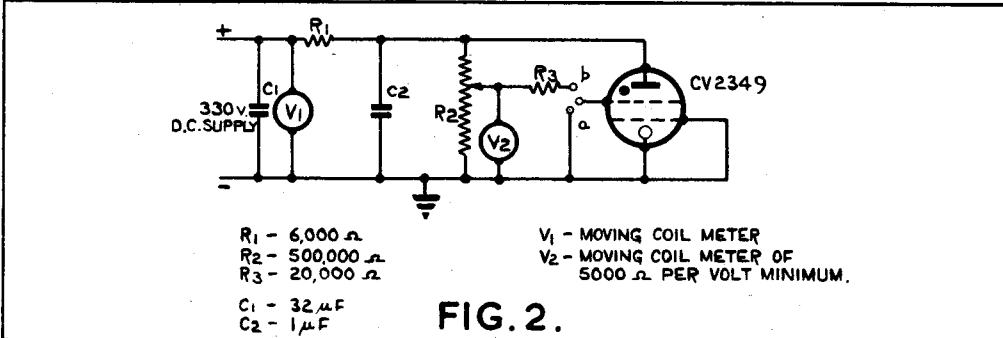 +
R1
R3
b
CV2349
C1
V1
C2
R2
330 V.
D.C. SUPPLY
V2
a
-
R1 - 6,000 Ω
R2 - 500,000 Ω
R3 - 20,000 Ω
C1 - 32 µF
C2 - 1 µF
V1 - MOVING COIL METER
V2 - MOVING COIL METER OF
5000 Ω PER VOLT MINIMUM.
FIG. 2.